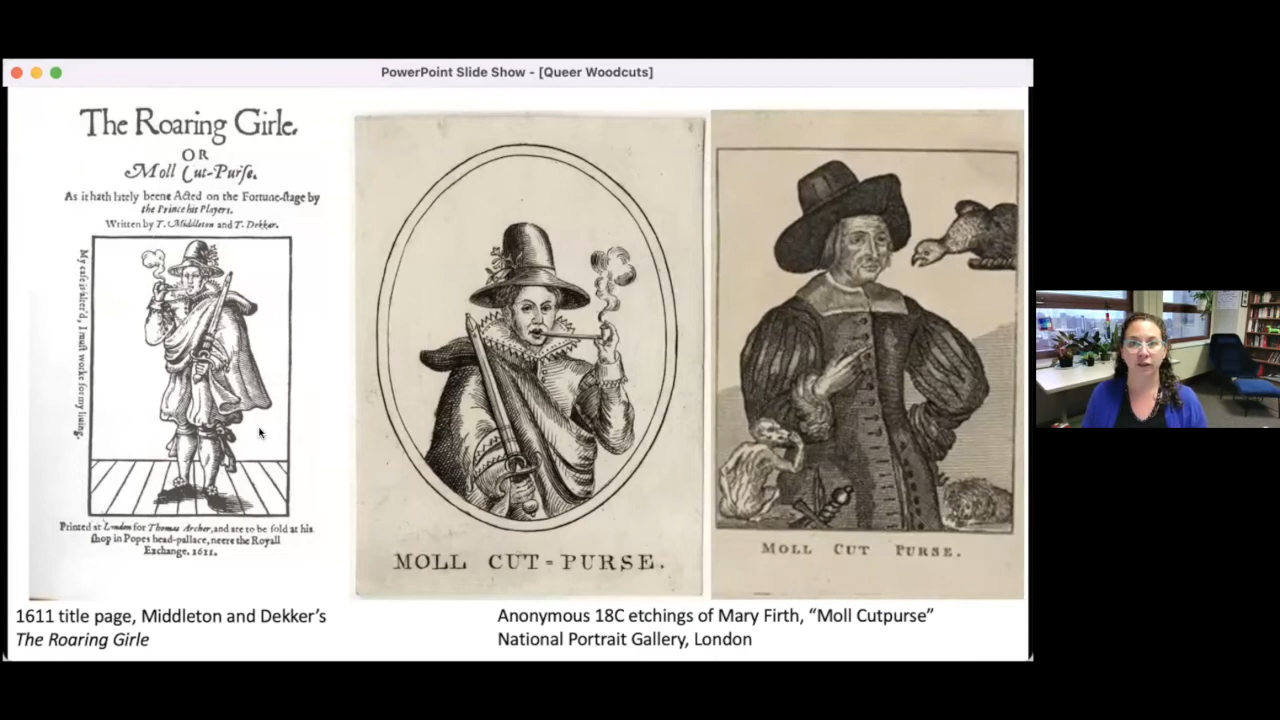 PowerPoint Slide Show - [Queer Woodcuts]
The Roaring Girle.
OR
Moll Cut-Purſe.
As it hath lately beene Acted on the Fortune-ſtage by
the Prince his Players.
Written by T. Middleton and T. Dekkar.
My caſe is alter'd, I muſt worke for my liuing.
Printed at London for Thomas Archer, and are to be ſold at his
ſhop in Popes head-pallace, neere the Royall
Exchange. 1611.
MOLL CUT=PURSE.
MOLL CUT PURSE.
1611 title page, Middleton and Dekker's
The Roaring Girle
Anonymous 18C etchings of Mary Firth, “Moll Cutpurse”
National Portrait Gallery, London